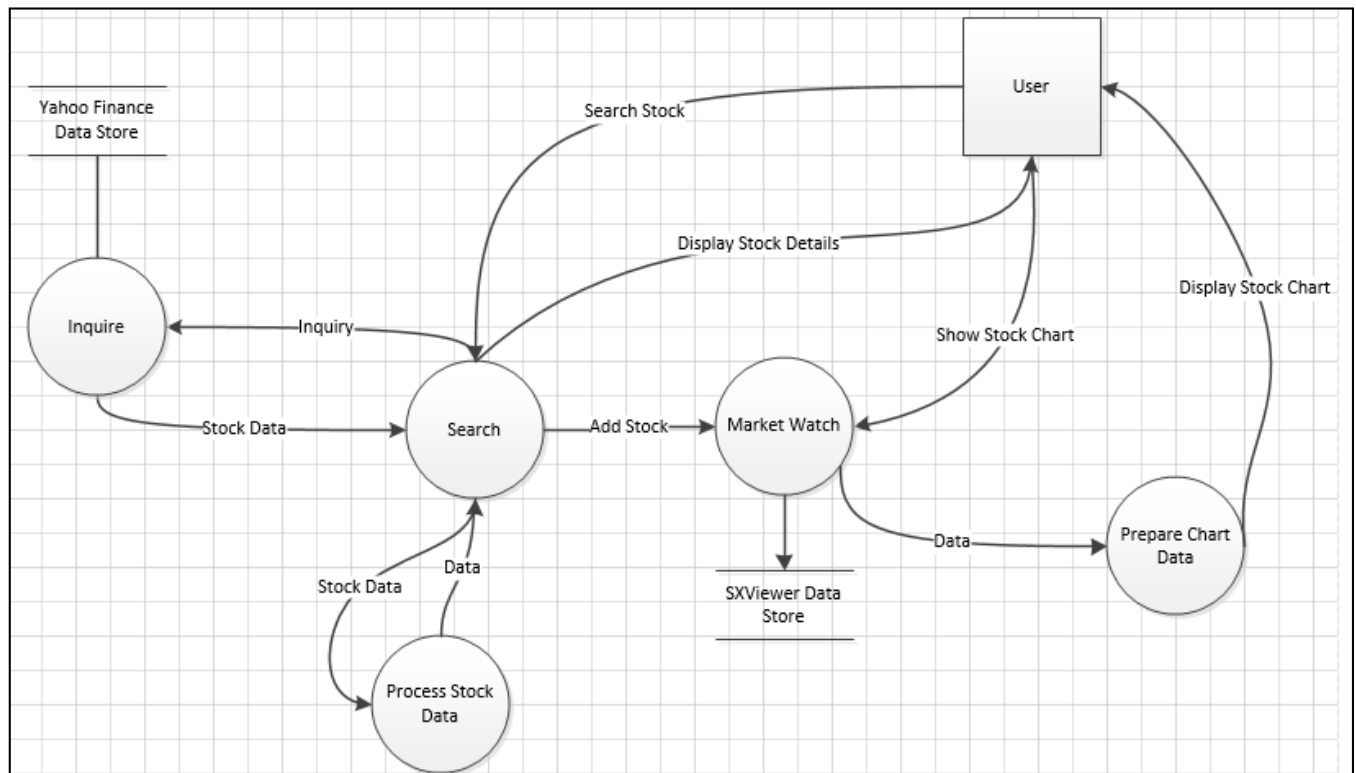 User
Yahoo Finance
Data Store
Search Stock
Display Stock Details
Display Stock Chart
Inquire
Inquiry
Show Stock Chart
Stock Data
Search
Add Stock
Market Watch
Data
Prepare Chart
Data
Stock Data
Data
SXViewer Data
Store
Process Stock
Data